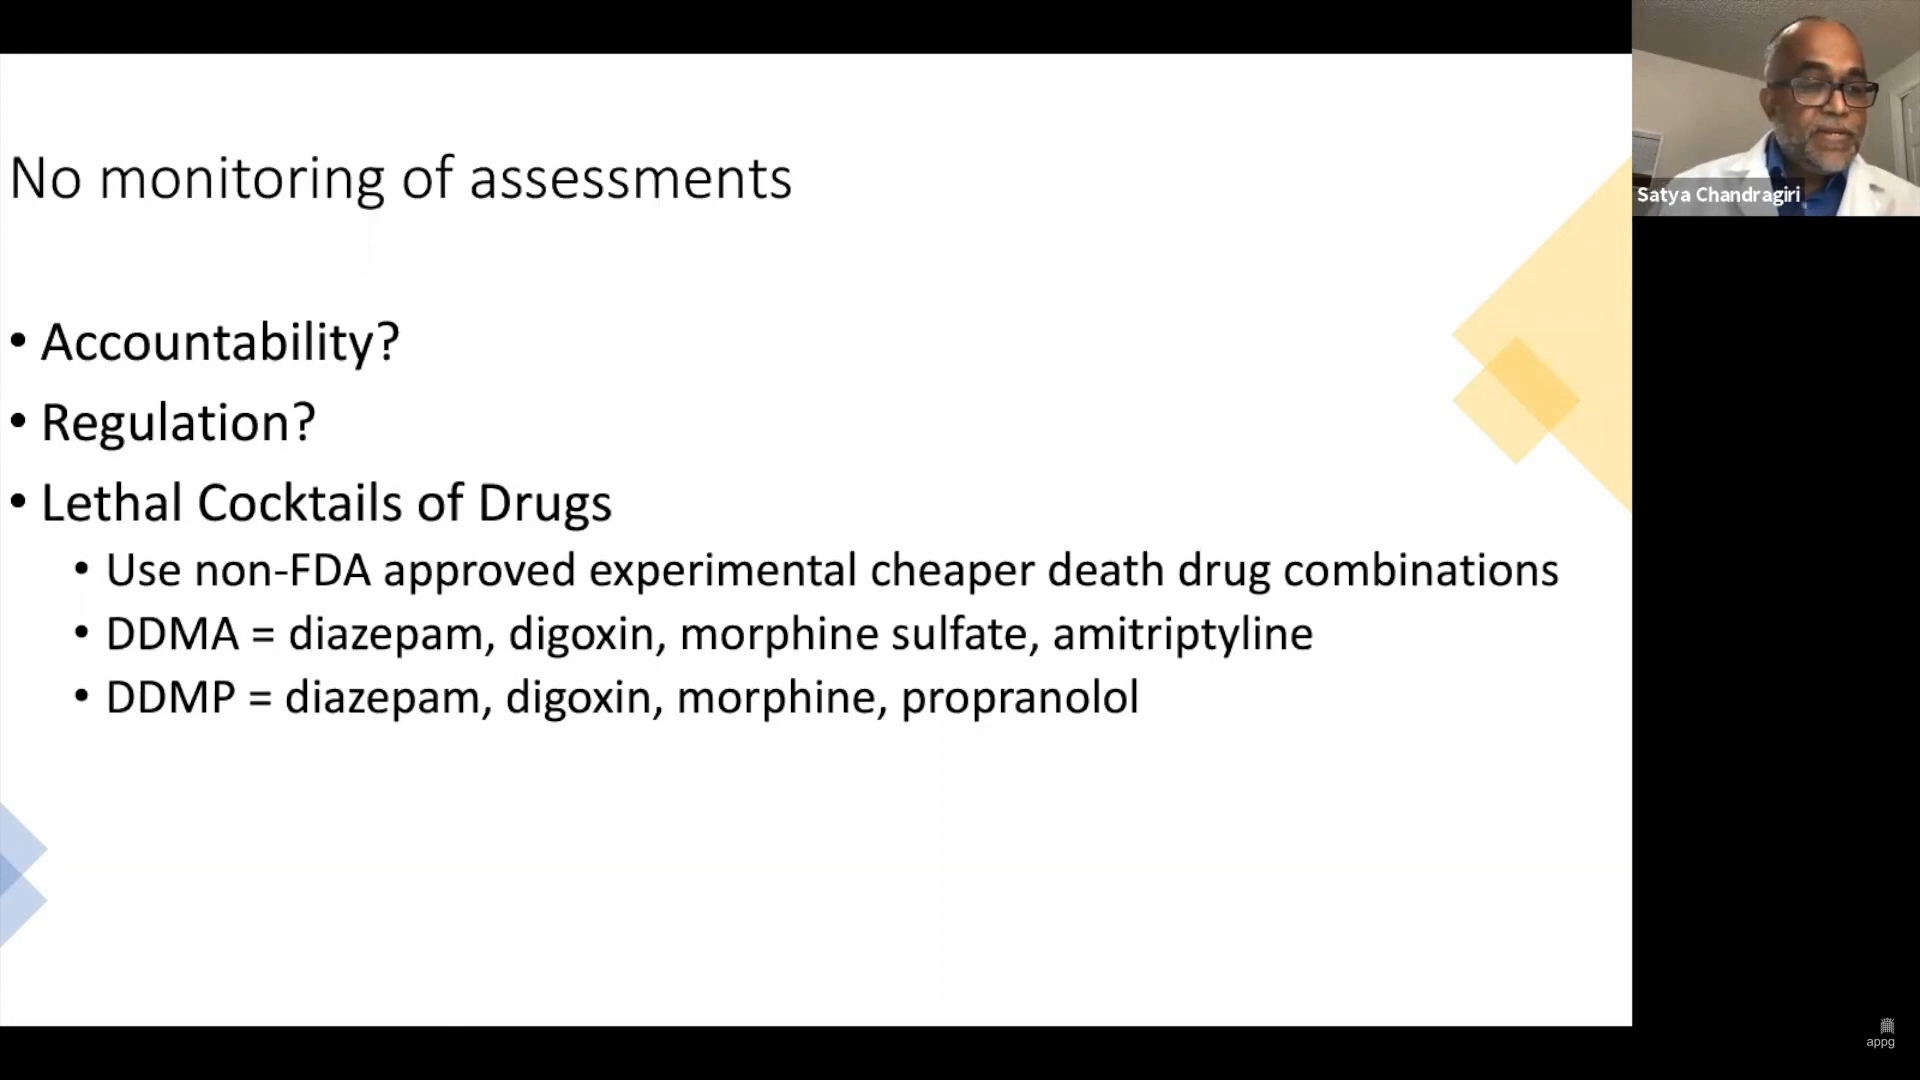 No monitoring of assessments
• Accountability?
• Regulation?
• Lethal Cocktails of Drugs
• Use non-FDA approved experimental cheaper death drug combinations
• DDMA = diazepam, digoxin, morphine sulfate, amitriptyline
• DDMP = diazepam, digoxin, morphine, propranolol
Satya Chandragiri
appg